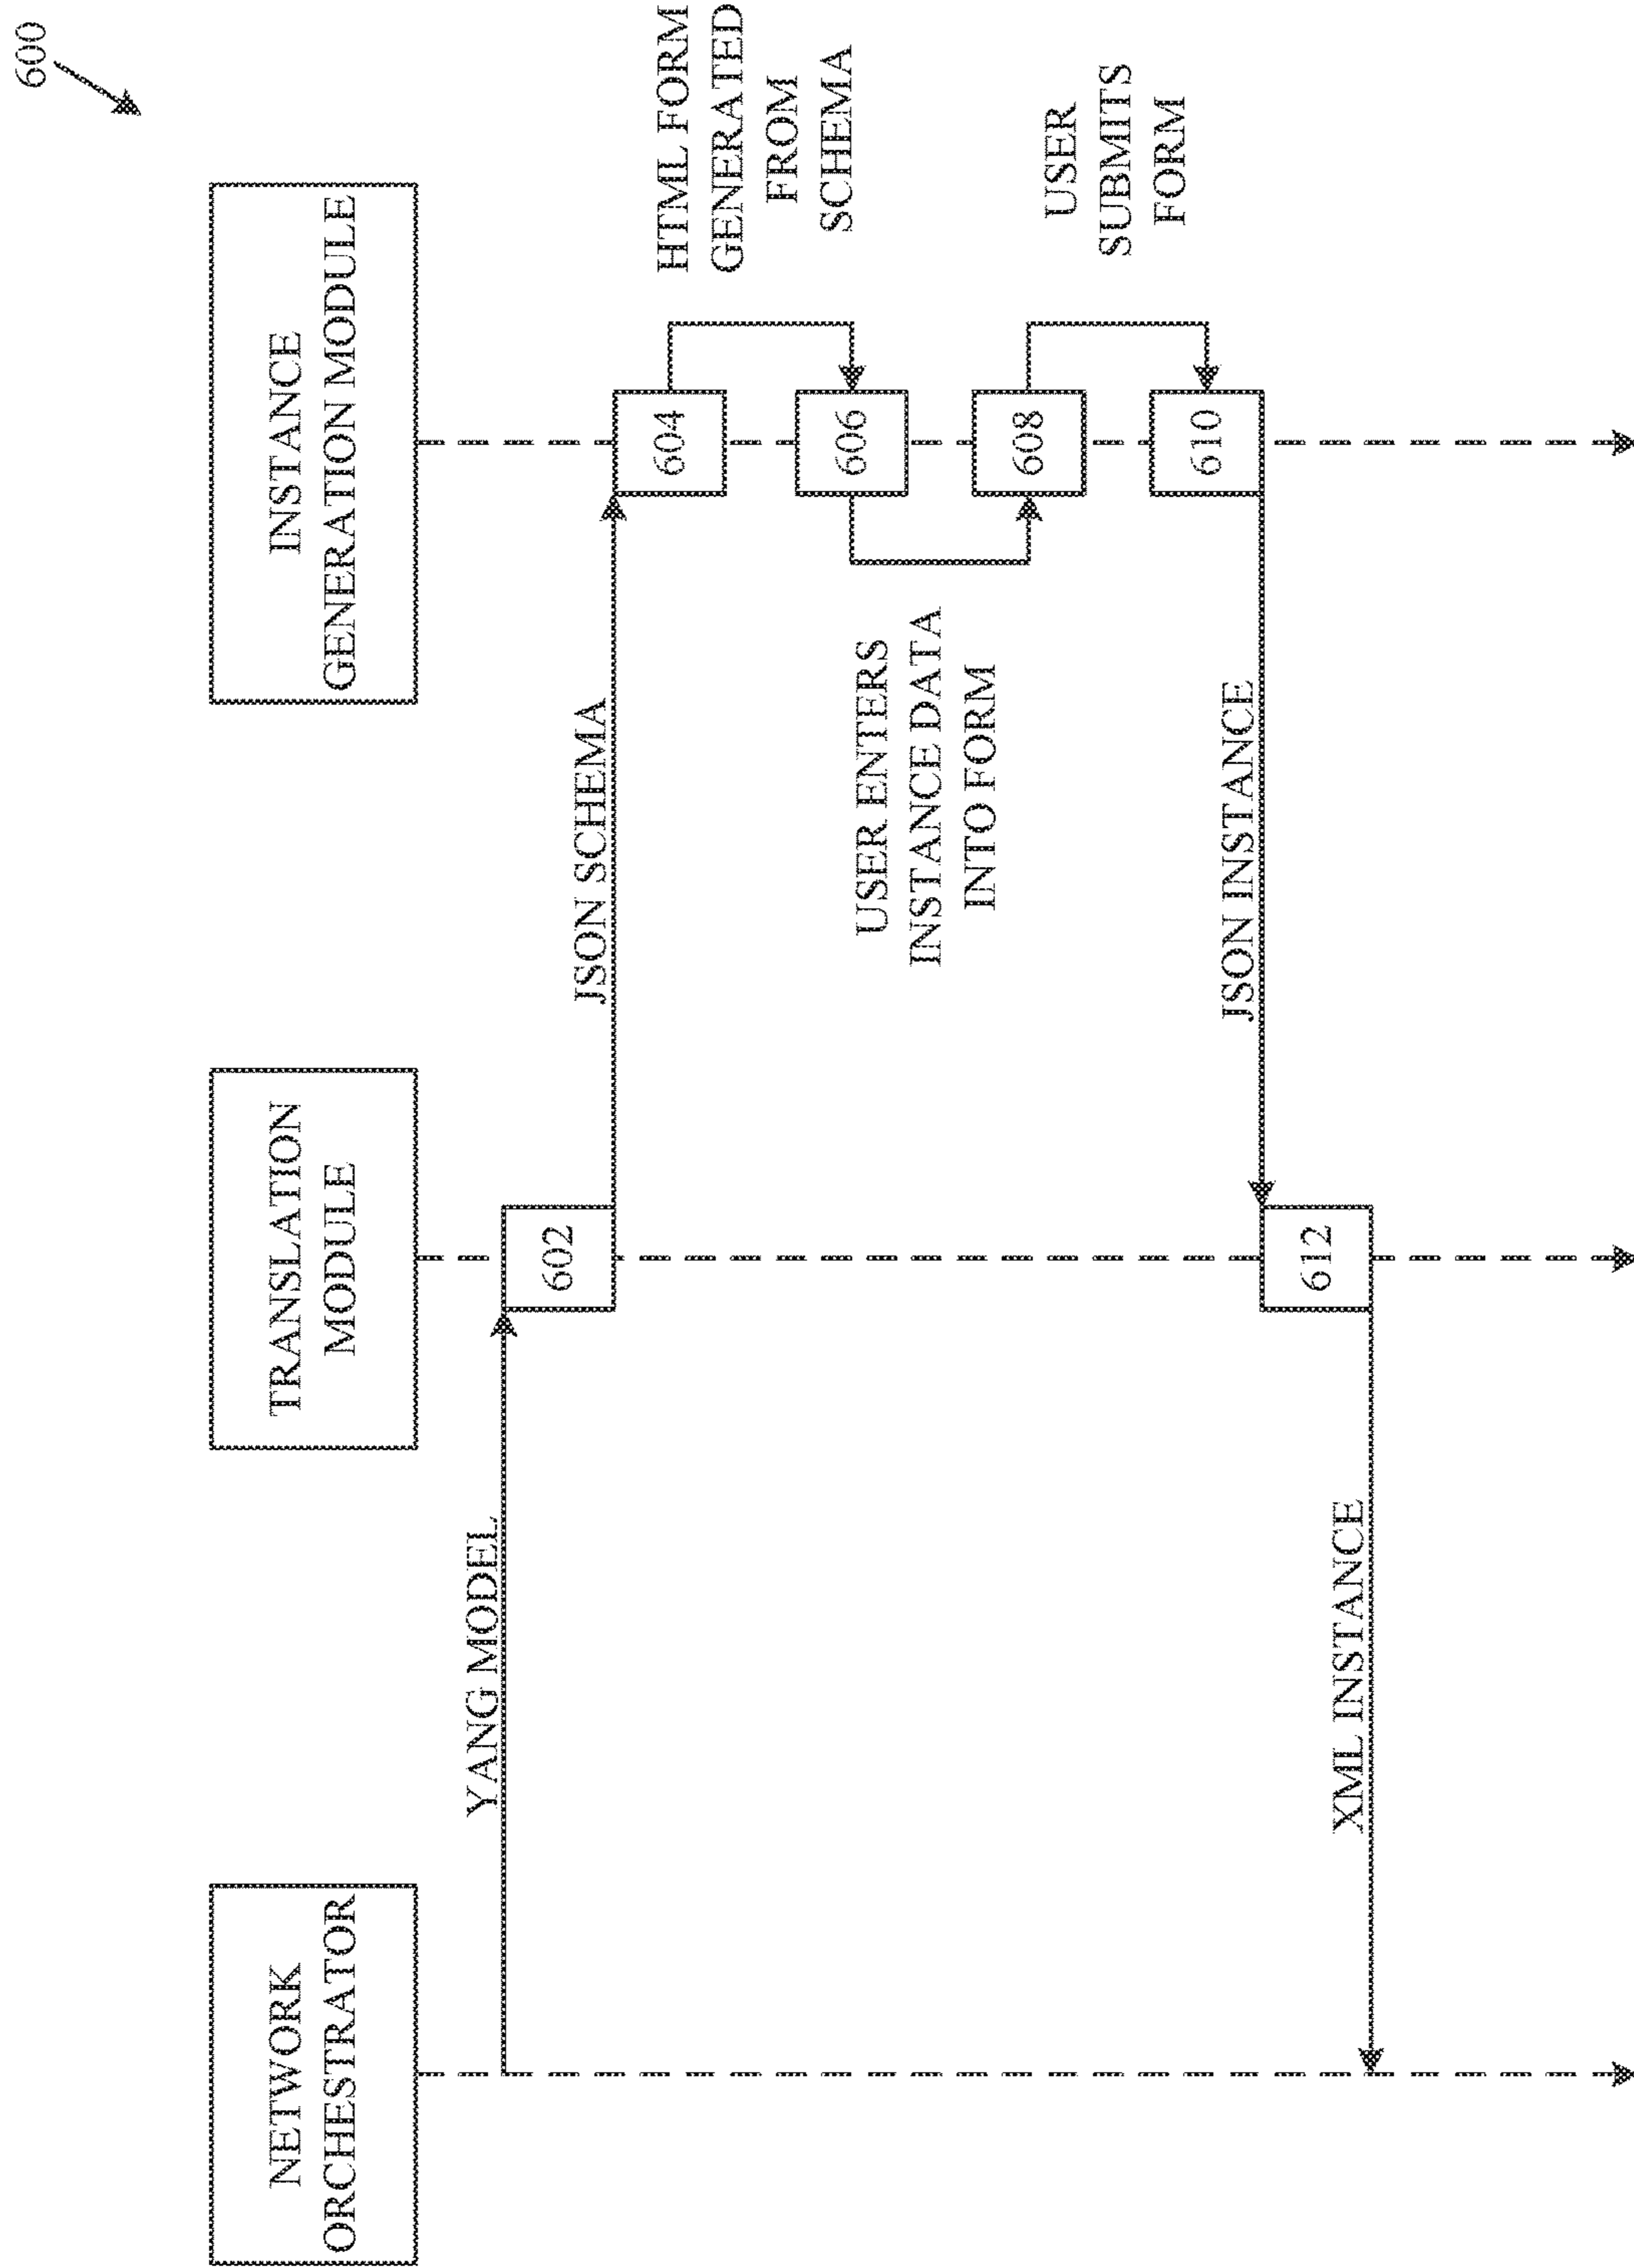 600
NETWORK
ORCHESTRATOR
TRANSLATION
MODULE
INSTANCE
GENERATION MODULE
YANG MODEL
602
JSON SCHEMA
604
HTML FORM
GENERATED
FROM
SCHEMA
606
USER ENTERS
INSTANCE DATA
INTO FORM
608
USER
SUBMITS
FORM
610
JSON INSTANCE
612
XML INSTANCE